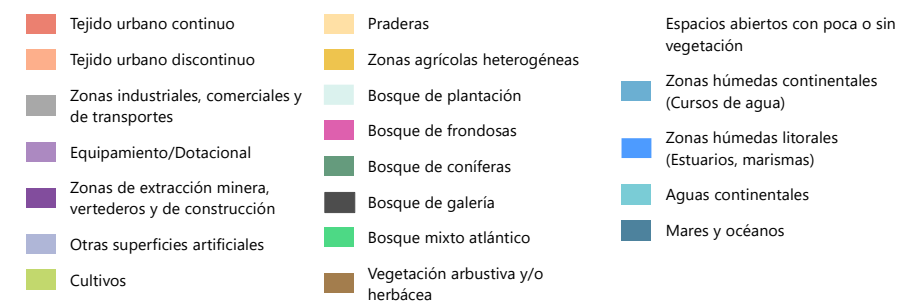 Tejido urbano continuo
Tejido urbano discontinuo
Zonas industriales, comerciales y
de transportes
Equipamiento/Dotacional
Zonas de extracción minera,
vertederos y de construcción
Otras superficies artificiales
Cultivos
Praderas
Zonas agrícolas heterogéneas
Bosque de plantación
Bosque de frondosas
Bosque de coníferas
Bosque de galería
Bosque mixto atlántico
Vegetación arbustiva y/o
herbácea
Espacios abiertos con poca o sin
vegetación
Zonas húmedas continentales
(Cursos de agua)
Zonas húmedas litorales
(Estuarios, marismas)
Aguas continentales
Mares y océanos